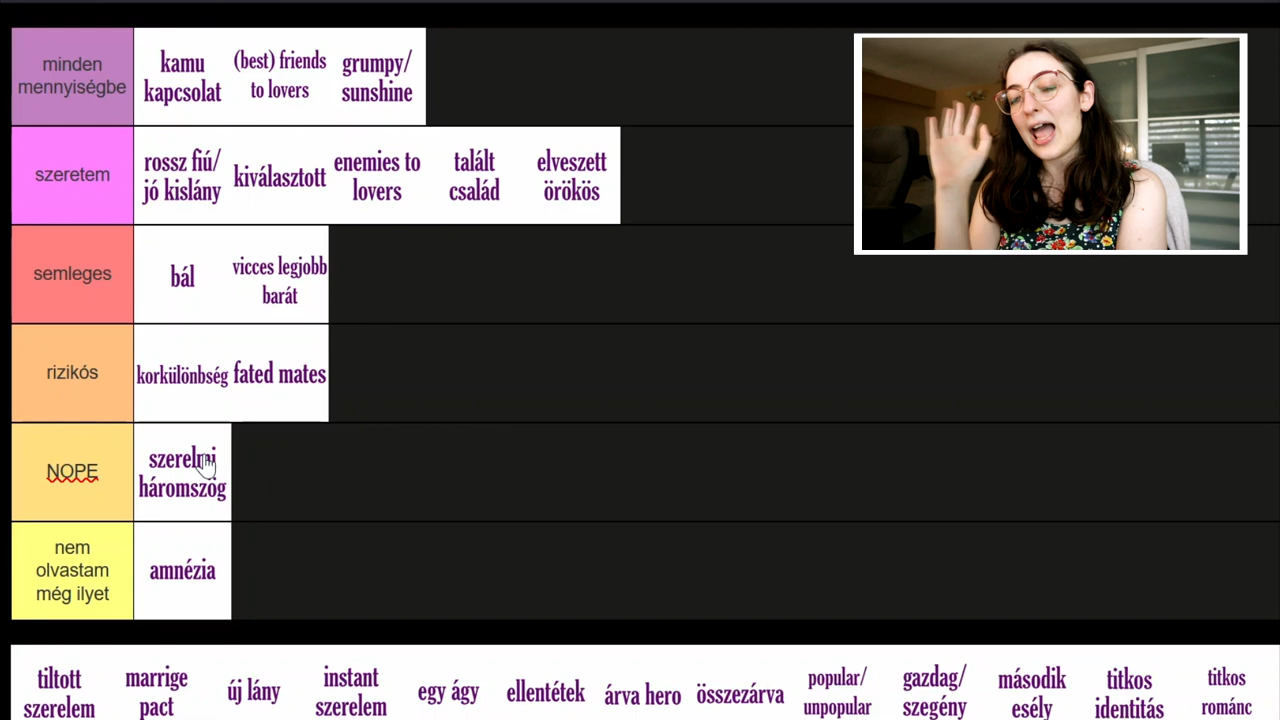 minden
mennyiségbe
kamu
kapcsolat
(best) friends
to lovers
grumpy/
sunshine
szeretem
rossz fiú/
jó kislány
kiválasztott
enemies to
lovers
talált
család
elveszett
örökös
semleges
bál
vicces legjobb
barát
rizikós
korkülönbség
fated mates
NOPE
szerelmi
háromszög
nem
olvastam
még ilyet
amnézia
tiltott
szerelem
marrige
pact
új lány
instant
szerelem
egy ágy
ellentétek
árva hero
összezárva
popular/
unpopular
gazdag/
szegény
második
esély
titkos
identitás
titkos
románc